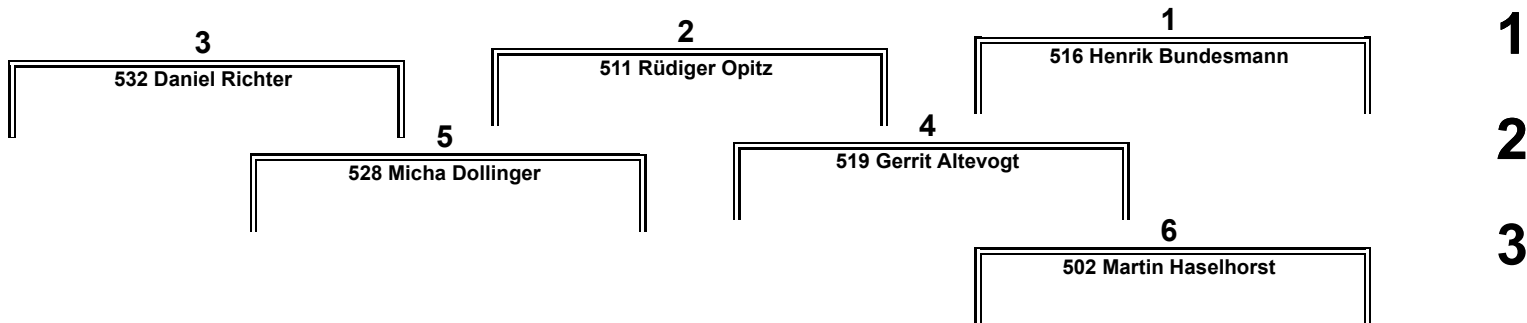 3 2 1 1
532 Daniel Richter 511 Rüdiger Opitz 516 Henrik Bundesmann
5 4 2
528 Micha Dollinger 519 Gerrit Altevogt
6 3
502 Martin Haselhorst